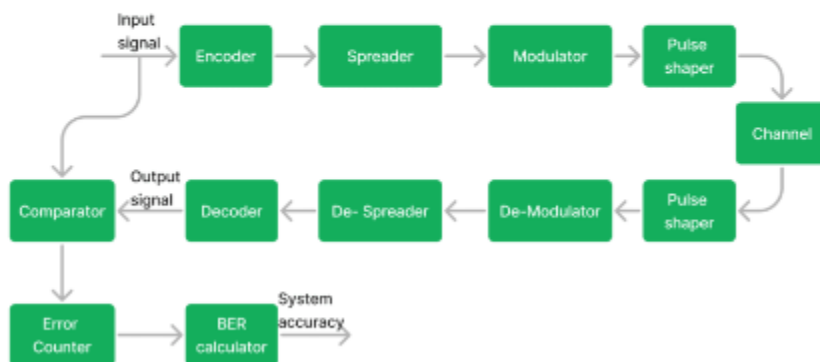 Input
signal
Encoder
Spreader
Modulator
Pulse
shaper
Channel
Comparator
Output
signal
Decoder
De- Spreader
De-Modulator
Pulse
shaper
Error
Counter
BER
calculator
System
accuracy